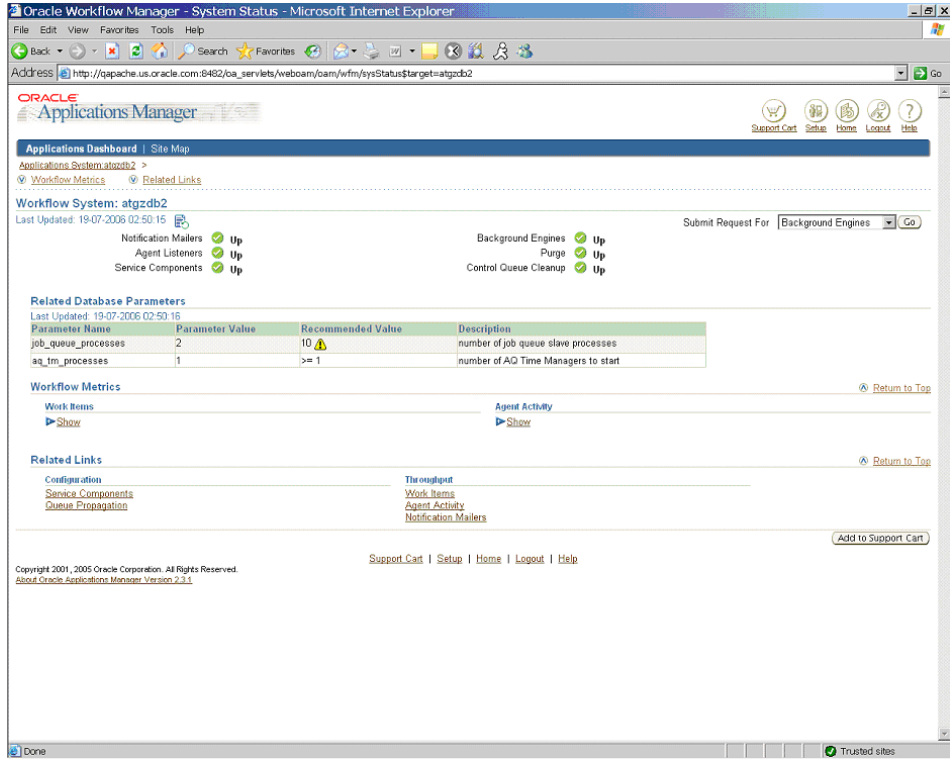 Oracle Workflow Manager - System Status - Microsoft Internet Explorer
File Edit View Favorites Tools Help
Back Search Favorites
Address http://qapache.us.oracle.com:8482/oa_servlets/weboam/oam/wfm/sysStatus$target=atgzdb2 Go
ORACLE
Applications Manager
Support Cart Setup Home Logout Help
Applications Dashboard | Site Map
Applications System:atgzdb2 >
Workflow Metrics Related Links
Workflow System: atgzdb2
Last Updated: 19-07-2006 02:50:15 Submit Request For Background Engines Go
Notification Mailers Up Background Engines Up
Agent Listeners Up Purge Up
Service Components Up Control Queue Cleanup Up
Related Database Parameters
Last Updated: 19-07-2006 02:50:16
Parameter Name Parameter Value Recommended Value Description
job_queue_processes 2 10 number of job queue slave processes
aq_tm_processes 1 >= 1 number of AQ Time Managers to start
Workflow Metrics Return to Top
Work Items Agent Activity
Show Show
Related Links Return to Top
Configuration Throughput
Service Components Work Items
Queue Propagation Agent Activity
Notification Mailers
Add to Support Cart
Support Cart | Setup | Home | Logout | Help
Copyright 2001, 2005 Oracle Corporation. All Rights Reserved.
About Oracle Applications Manager Version 2.3.1
Done Trusted sites